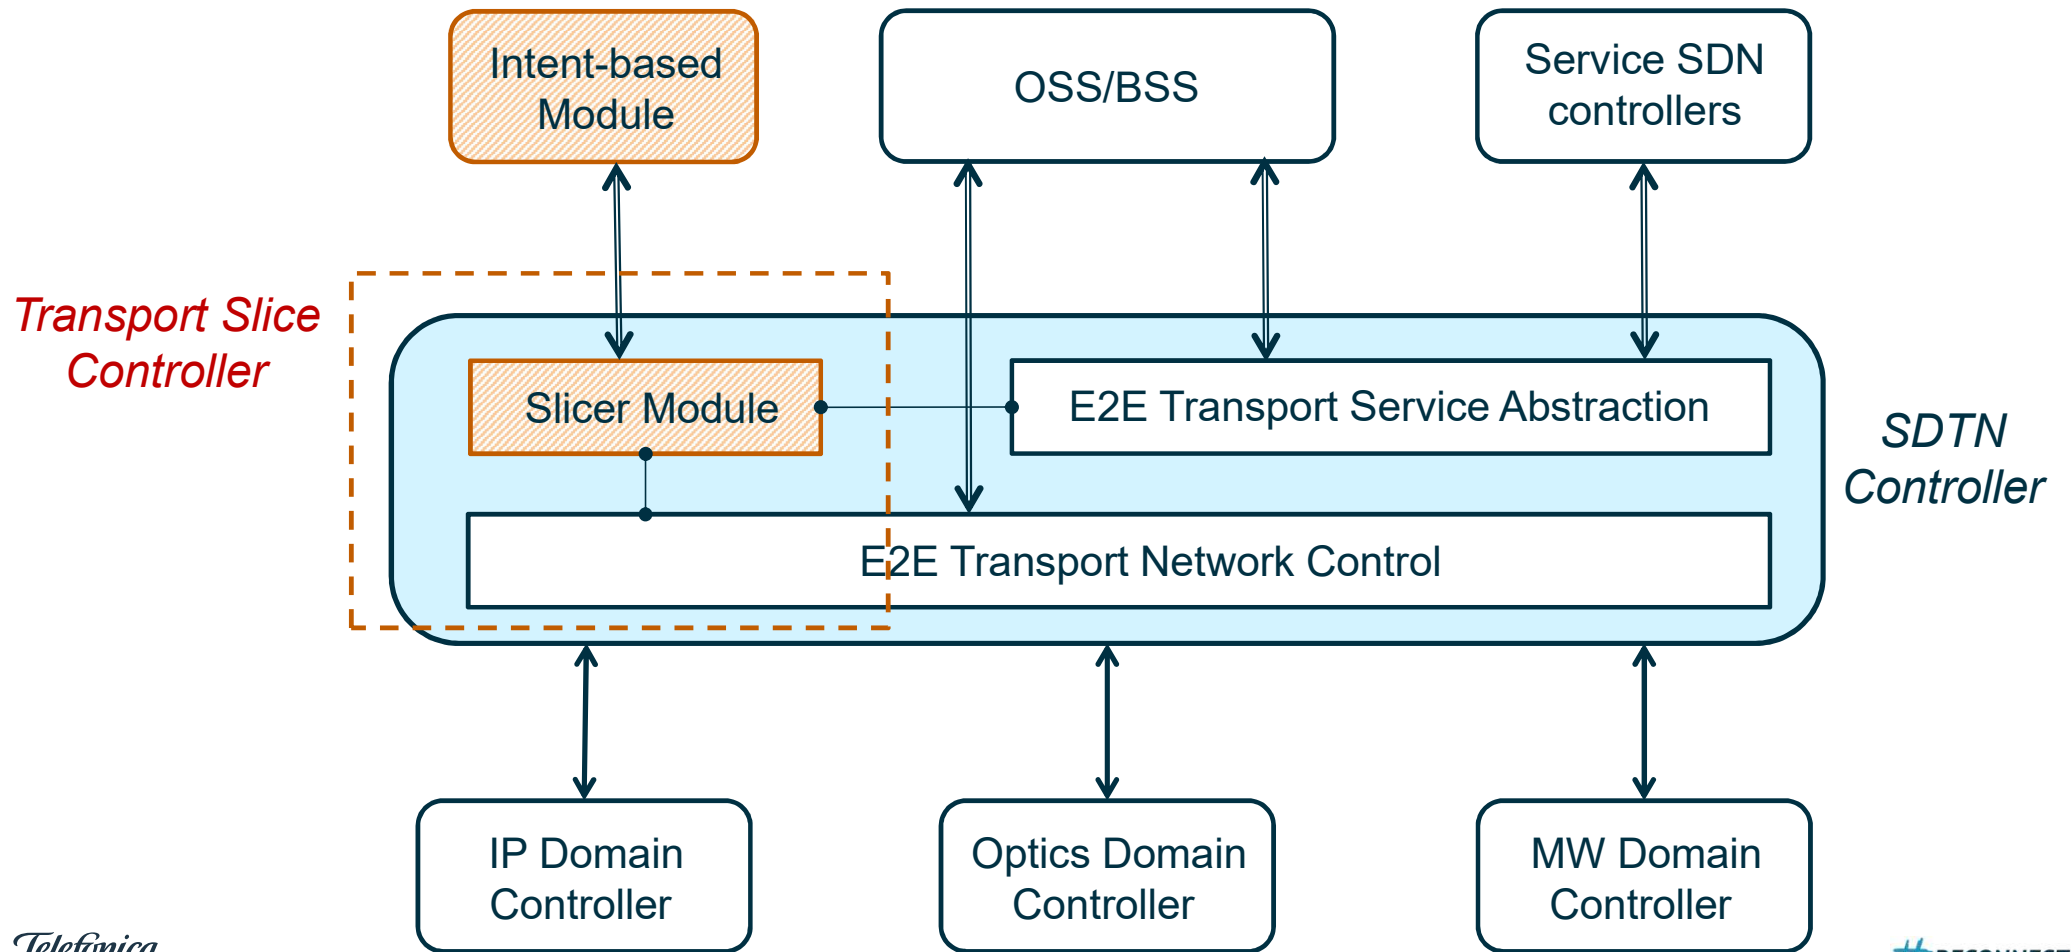 Intent-based
Module
OSS/BSS
Service SDN
controllers
Transport Slice
Controller
Slicer Module
E2E Transport Service Abstraction
SDTN
Controller
E2E Transport Network Control
IP Domain
Controller
Optics Domain
Controller
MW Domain
Controller
Telefónica